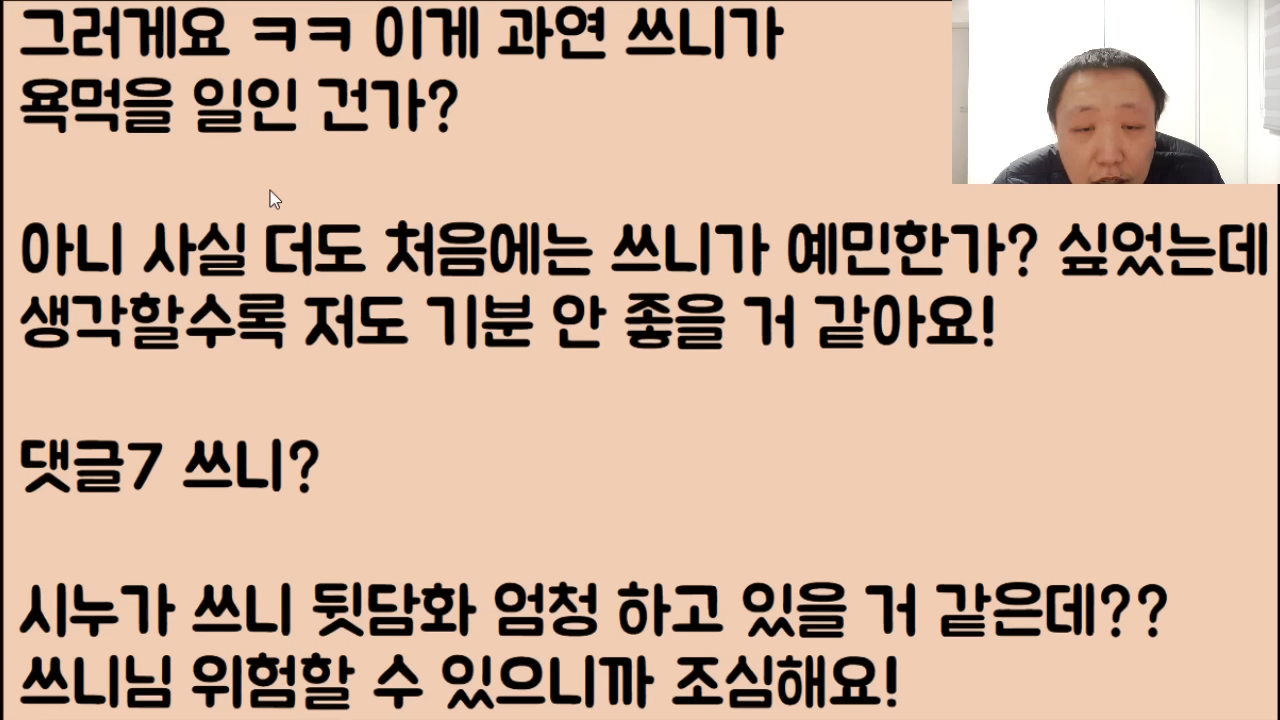 그러게요 ㅋㅋ 이게 과연 쓰니가
욕먹을 일인 건가?
아니 사실 더도 처음에는 쓰니가 예민한가? 싶었는데
생각할수록 저도 기분 안 좋을 거 같아요!
댓글7 쓰니?
시누가 쓰니 뒷담화 엄청 하고 있을 거 같은데??
쓰니님 위험할 수 있으니까 조심해요!